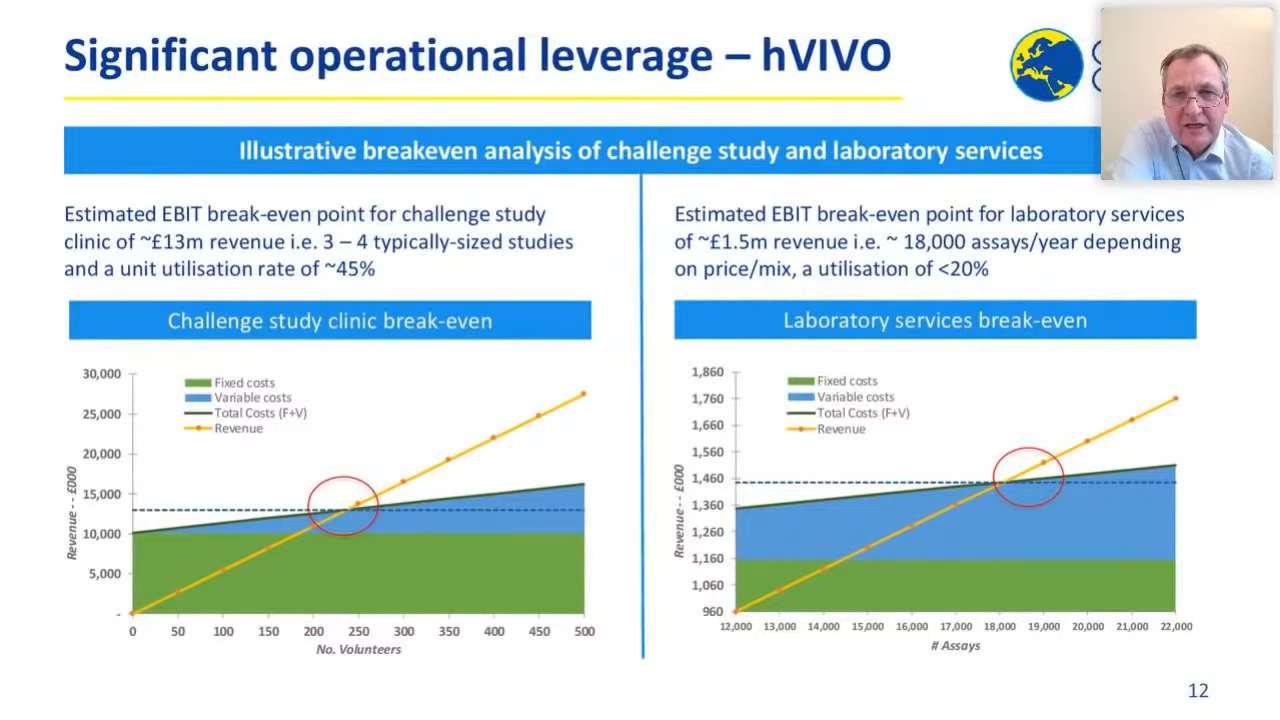 Significant operational leverage – hVIVO
Illustrative breakeven analysis of challenge study and laboratory services
Estimated EBIT break-even point for challenge study
clinic of ~£13m revenue i.e. 3 – 4 typically-sized studies
and a unit utilisation rate of ~45%
Challenge study clinic break-even
30,000
25,000
20,000
15,000
10,000
5,000
-
Revenue - - £000
Fixed costs
Variable costs
Total Costs (F+V)
Revenue
0 50 100 150 200 250 300 350 400 450 500
No. Volunteers
Estimated EBIT break-even point for laboratory services
of ~£1.5m revenue i.e. ~ 18,000 assays/year depending
on price/mix, a utilisation of <20%
Laboratory services break-even
1,860
1,760
1,660
1,560
1,460
1,360
1,260
1,160
1,060
960
Revenue - - £000
Fixed costs
Variable costs
Total Costs (F+V)
Revenue
12,000 13,000 14,000 15,000 16,000 17,000 18,000 19,000 20,000 21,000 22,000
# Assays
12